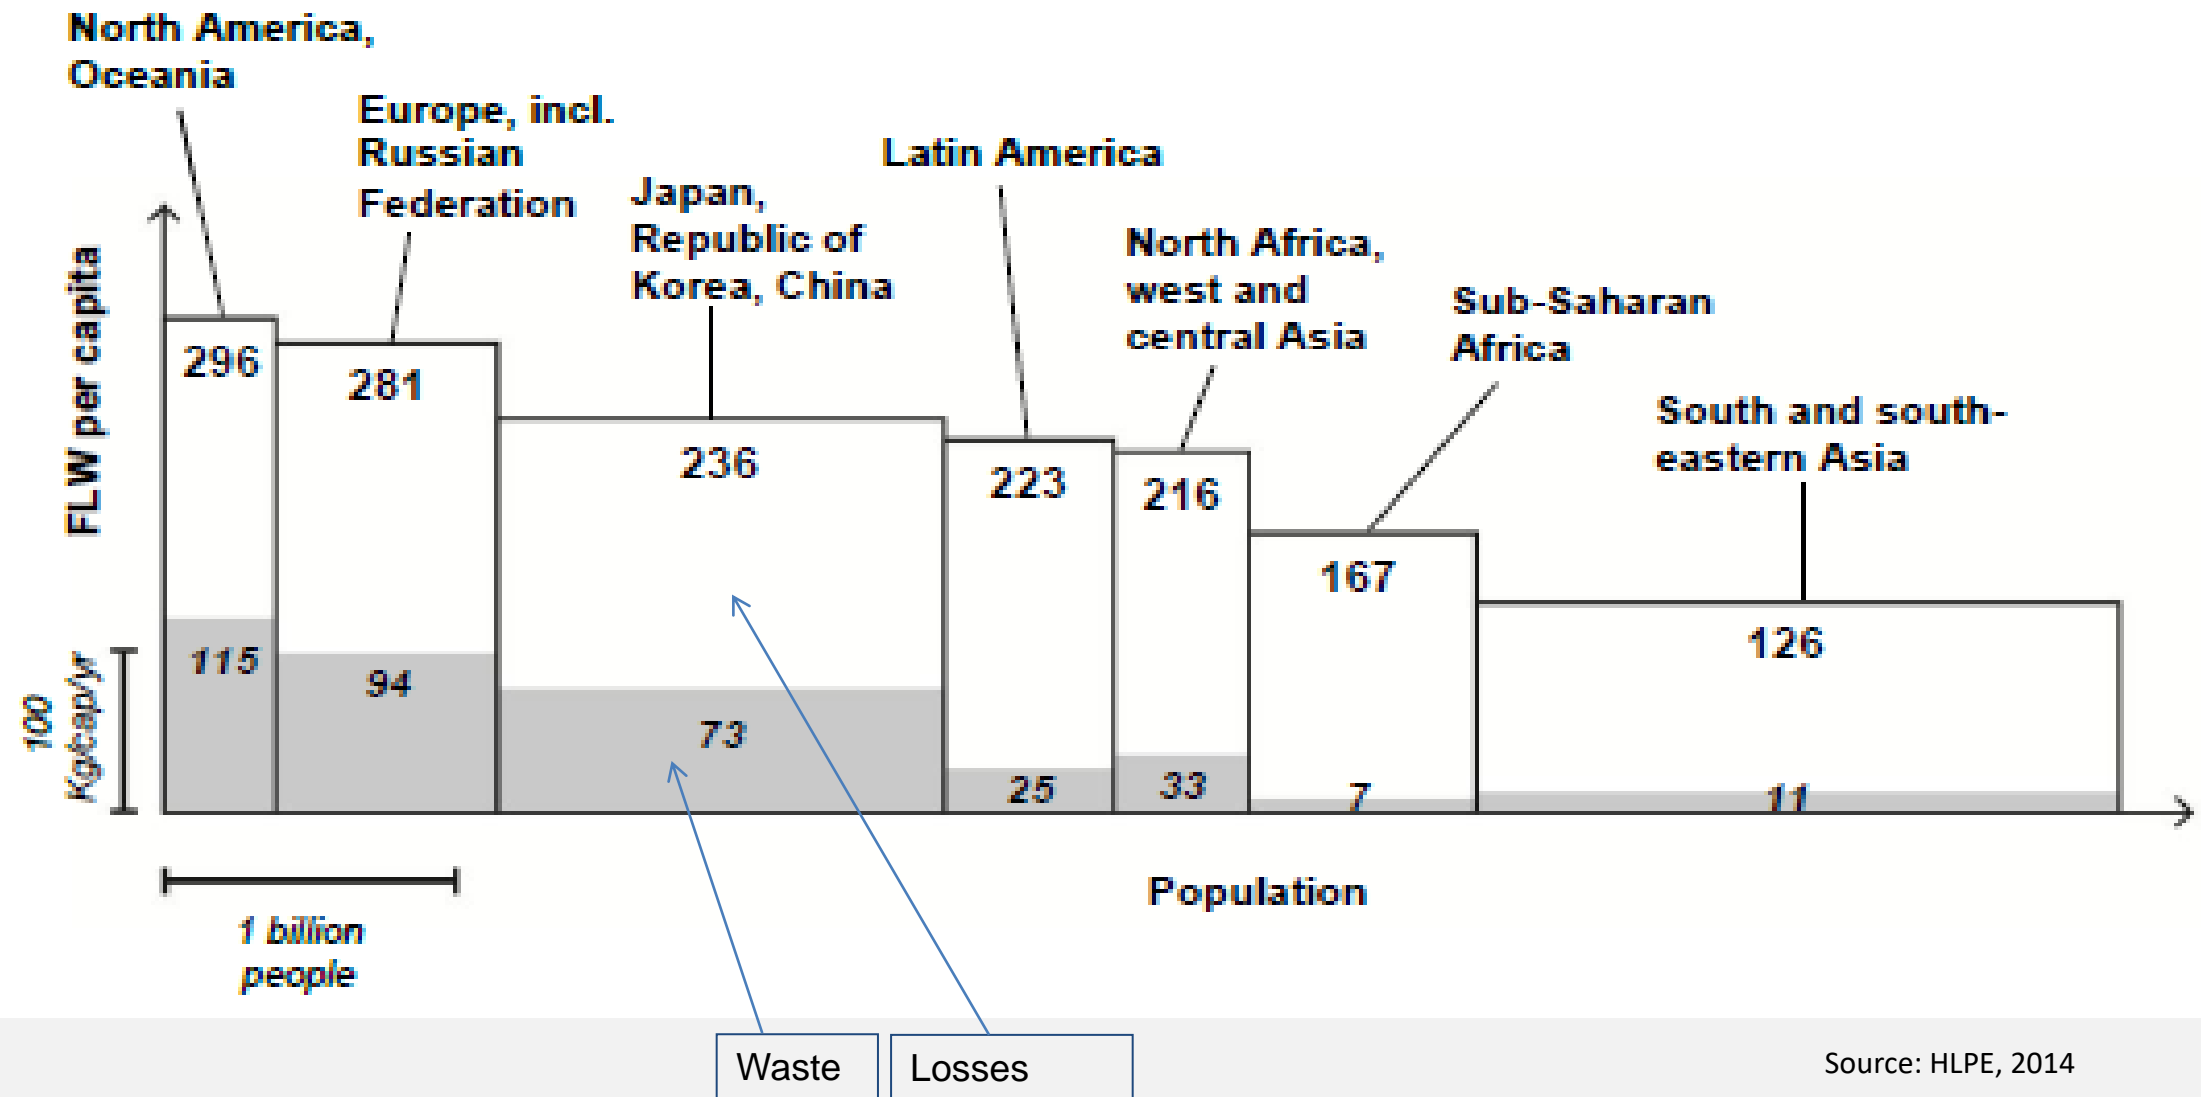 North America,
Oceania
Europe, incl.
Russian
Federation
Japan,
Republic of
Korea, China
Latin America
North Africa,
west and
central Asia
Sub-Saharan
Africa
South and south-
eastern Asia
FLW per capita
100
Kg/cap/yr
296
281
236
223
216
167
126
115
94
73
25
33
7
11
1 billion
people
Population
Waste
Losses
Source: HLPE, 2014